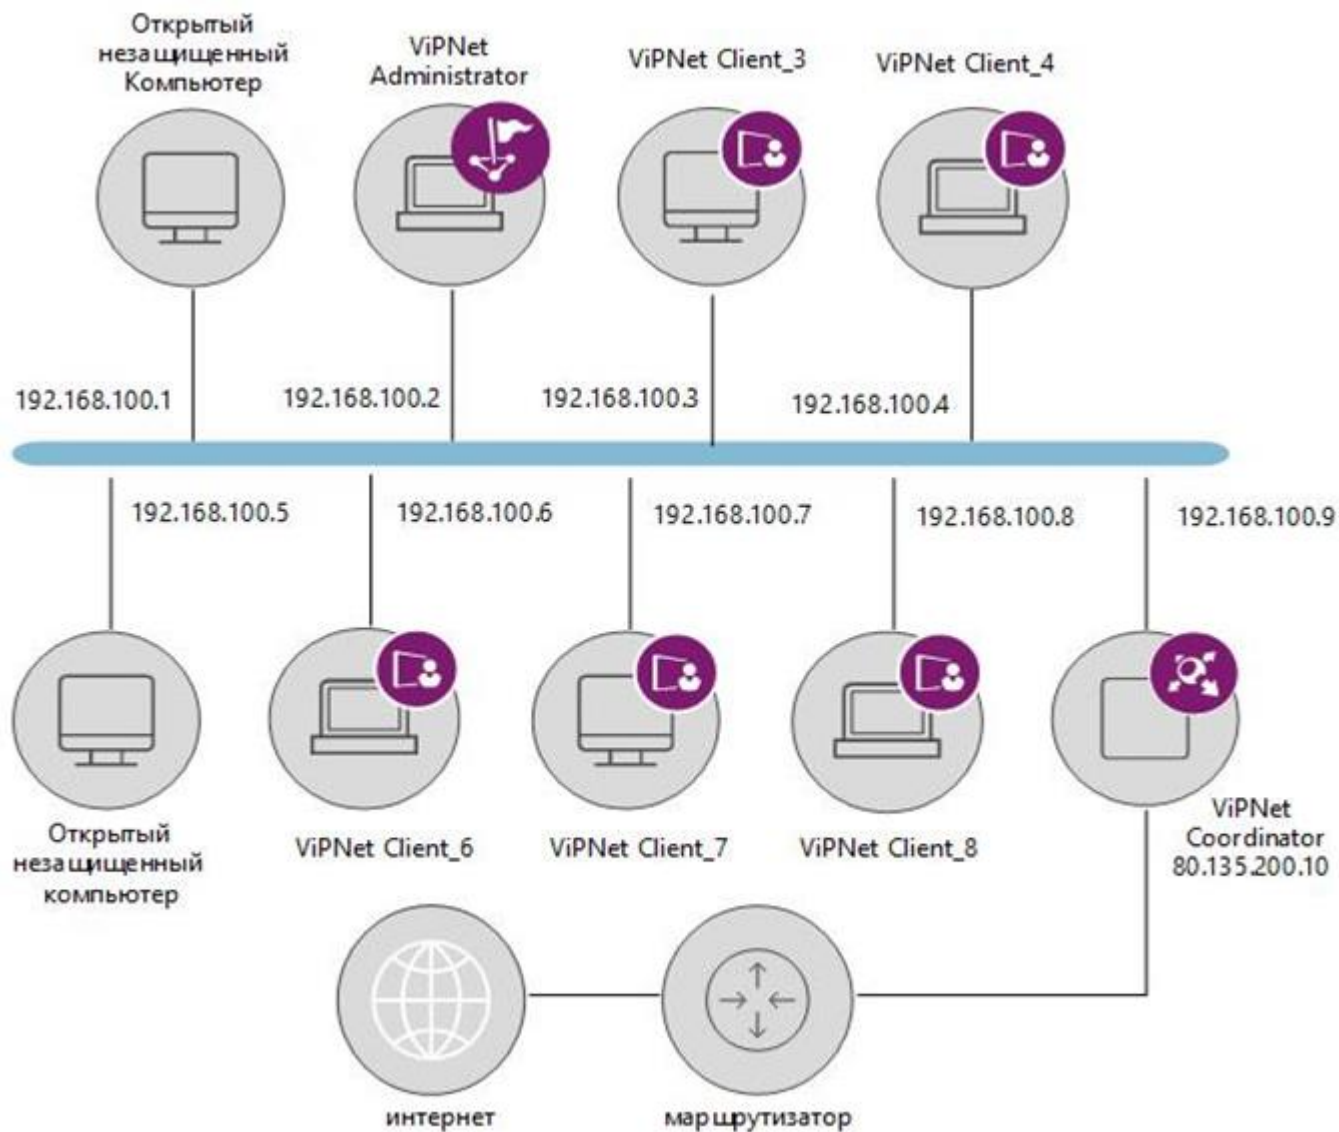 Открытый
незащищенный
Компьютер
ViPNet
Administrator
ViPNet Client_3
ViPNet Client_4
192.168.100.1
192.168.100.2
192.168.100.3
192.168.100.4
192.168.100.5
192.168.100.6
192.168.100.7
192.168.100.8
192.168.100.9
Открытый
незащищенный
компьютер
ViPNet Client_6
ViPNet Client_7
ViPNet Client_8
ViPNet
Coordinator
80.135.200.10
интернет
маршрутизатор